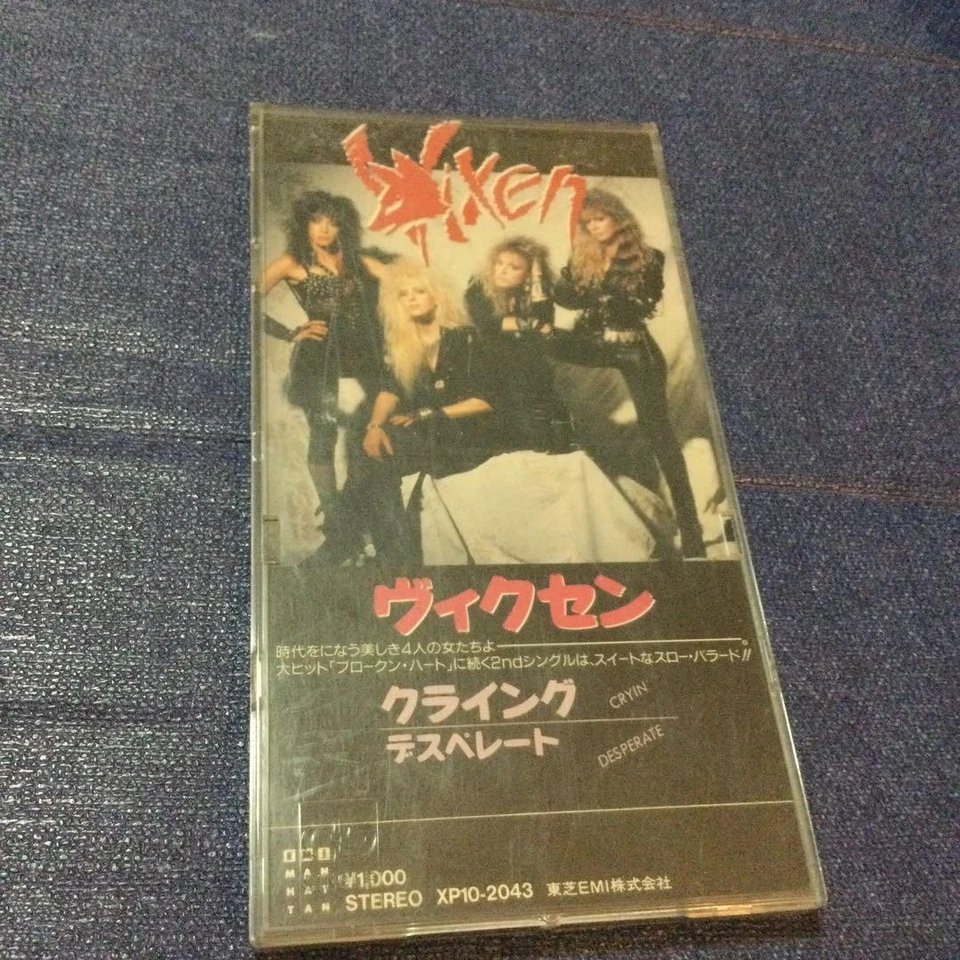 Vixen
ヴィクセン
時代をになう美しき4人の女たちよ
大ヒット「ブロークン・ハート」に続く2ndシングルは、スイートなスロー・バラード!!
クライング CRYIN
デスペレート DESPERATE
EMI
MAN
HAT
TAN
¥1,000
STEREO XP10-2043 東芝EMI株式会社